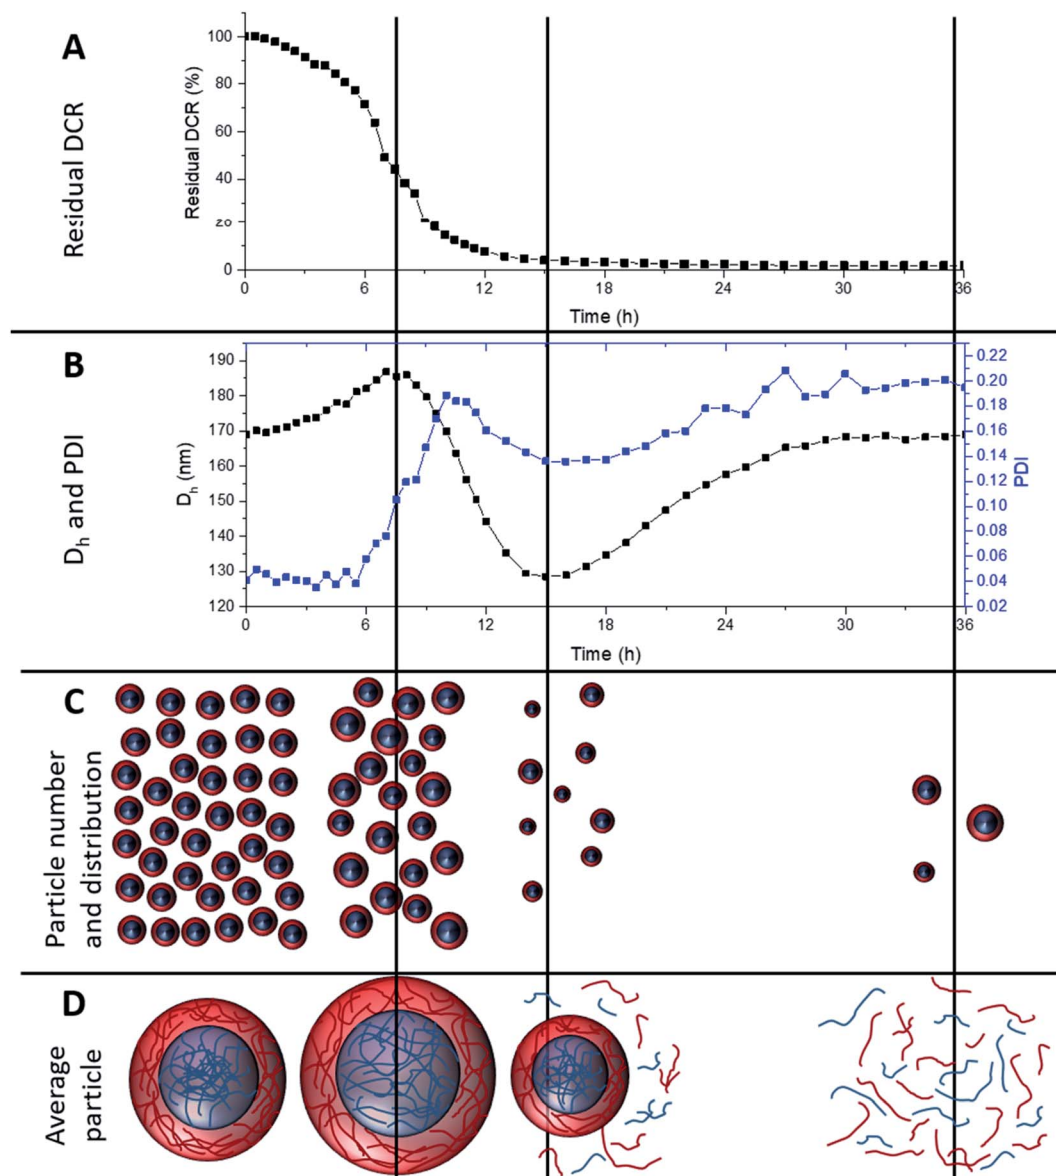 A
Residual DCR
Residual DCR (%)
100
80
60
40
20
0
0 6 12 18 24 30 36
Time (h)
B
Dₕ and PDI
Dₕ (nm)
190
180
170
160
150
140
130
120
0.22
0.20
0.18
0.16
0.14
0.12
0.10
0.08
0.06
0.04
0.02
PDI
0 6 12 18 24 30 36
Time (h)
C
Particle number
and distribution
D
Average
particle